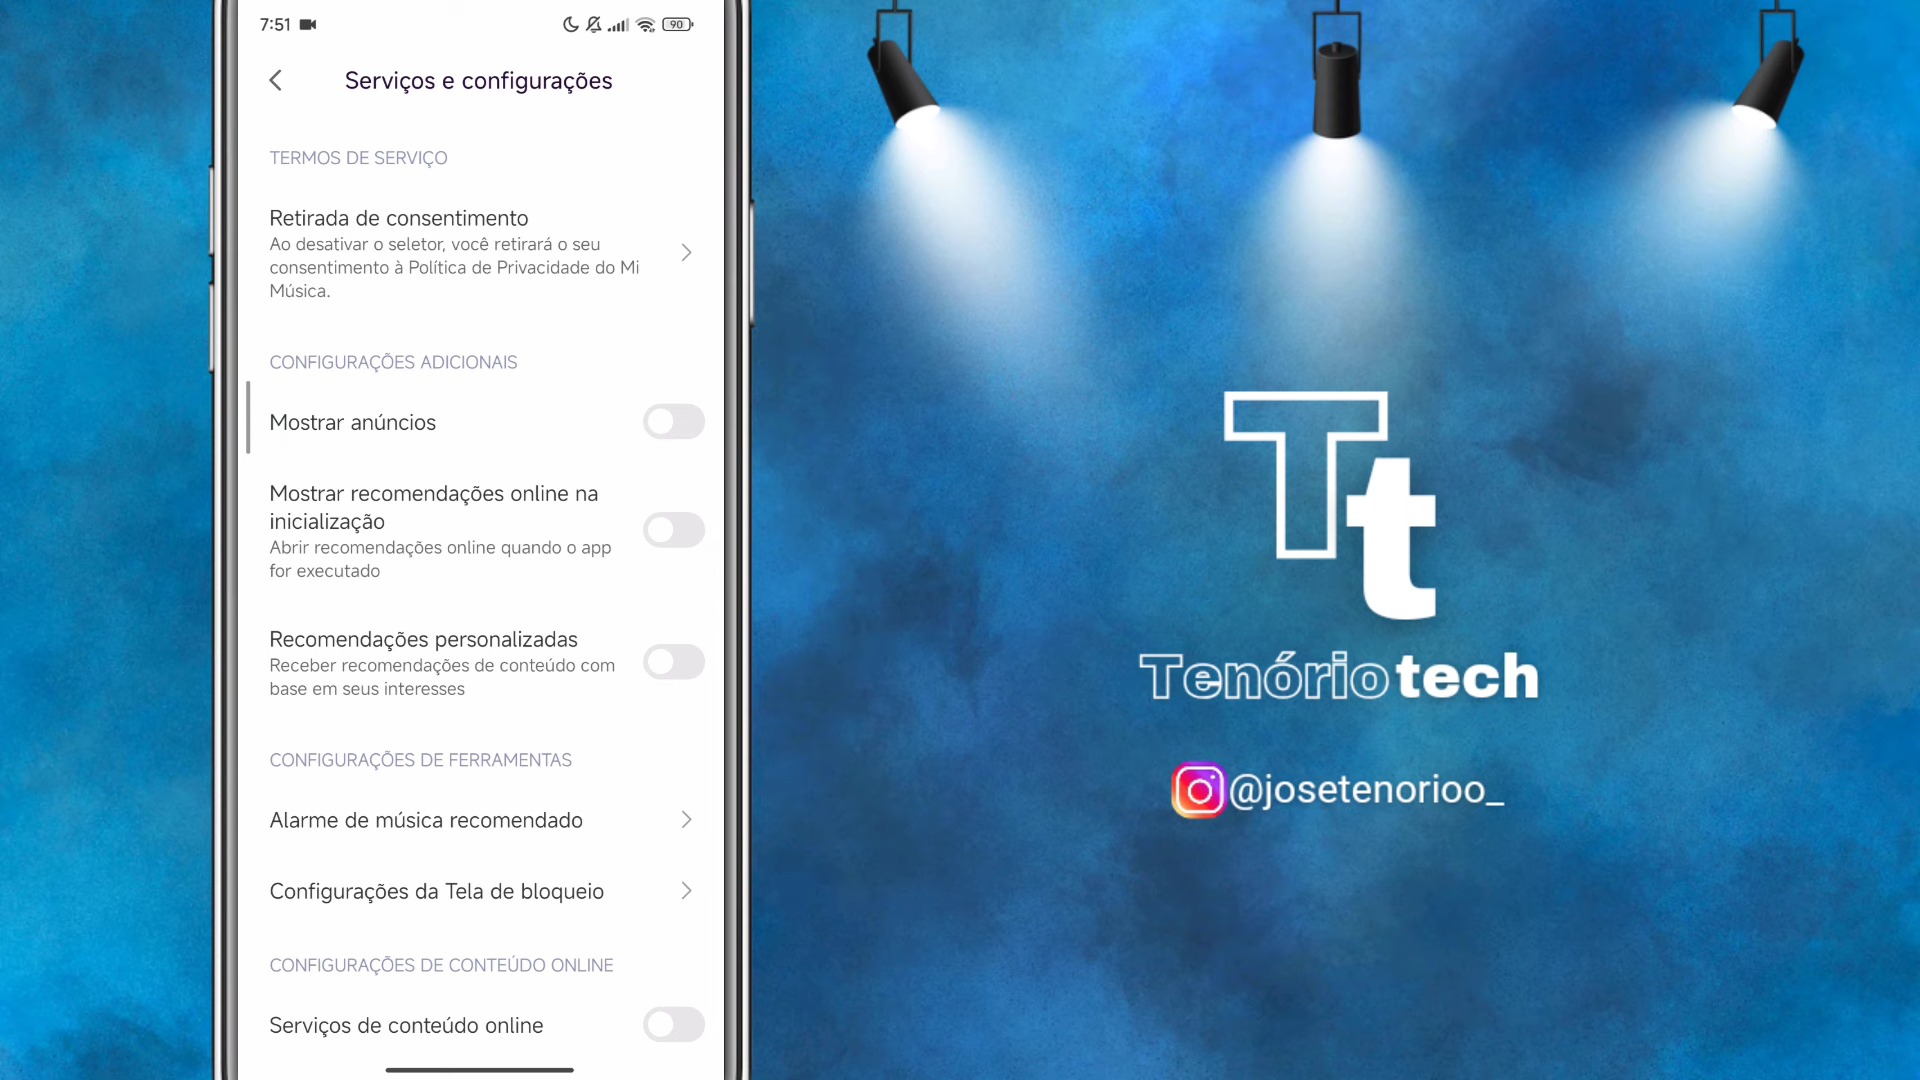 7:51
90
Serviços e configurações
TERMOS DE SERVIÇO
Retirada de consentimento
Ao desativar o seletor, você retirará o seu
consentimento à Política de Privacidade do Mi
Música.
CONFIGURAÇÕES ADICIONAIS
Mostrar anúncios
Mostrar recomendações online na
inicialização
Abrir recomendações online quando o app
for executado
Recomendações personalizadas
Receber recomendações de conteúdo com
base em seus interesses
CONFIGURAÇÕES DE FERRAMENTAS
Alarme de música recomendado
Configurações da Tela de bloqueio
CONFIGURAÇÕES DE CONTEÚDO ONLINE
Serviços de conteúdo online
Tt
Tenório tech
@josetenorioo_